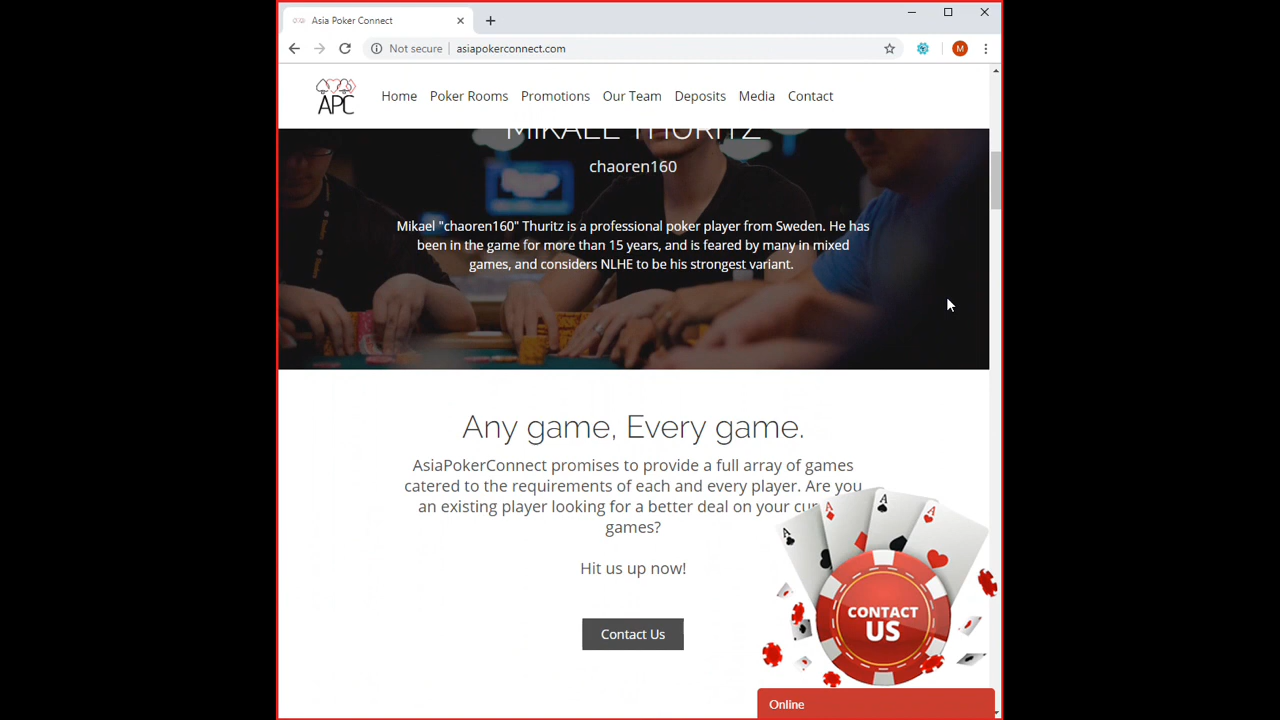 Asia Poker Connect
Not secure
asiapokerconnect.com
M
APC
Home
Poker Rooms
Promotions
Our Team
Deposits
Media
Contact
MIKAEL THURITZ
chaoren160
Mikael "chaoren160" Thuritz is a professional poker player from Sweden. He has
been in the game for more than 15 years, and is feared by many in mixed
games, and considers NLHE to be his strongest variant.
Any game, Every game.
AsiaPokerConnect promises to provide a full array of games
catered to the requirements of each and every player. Are you
an existing player looking for a better deal on your cur
games?
Hit us up now!
Contact Us
A
A
A
A
CONTACT
US
Online